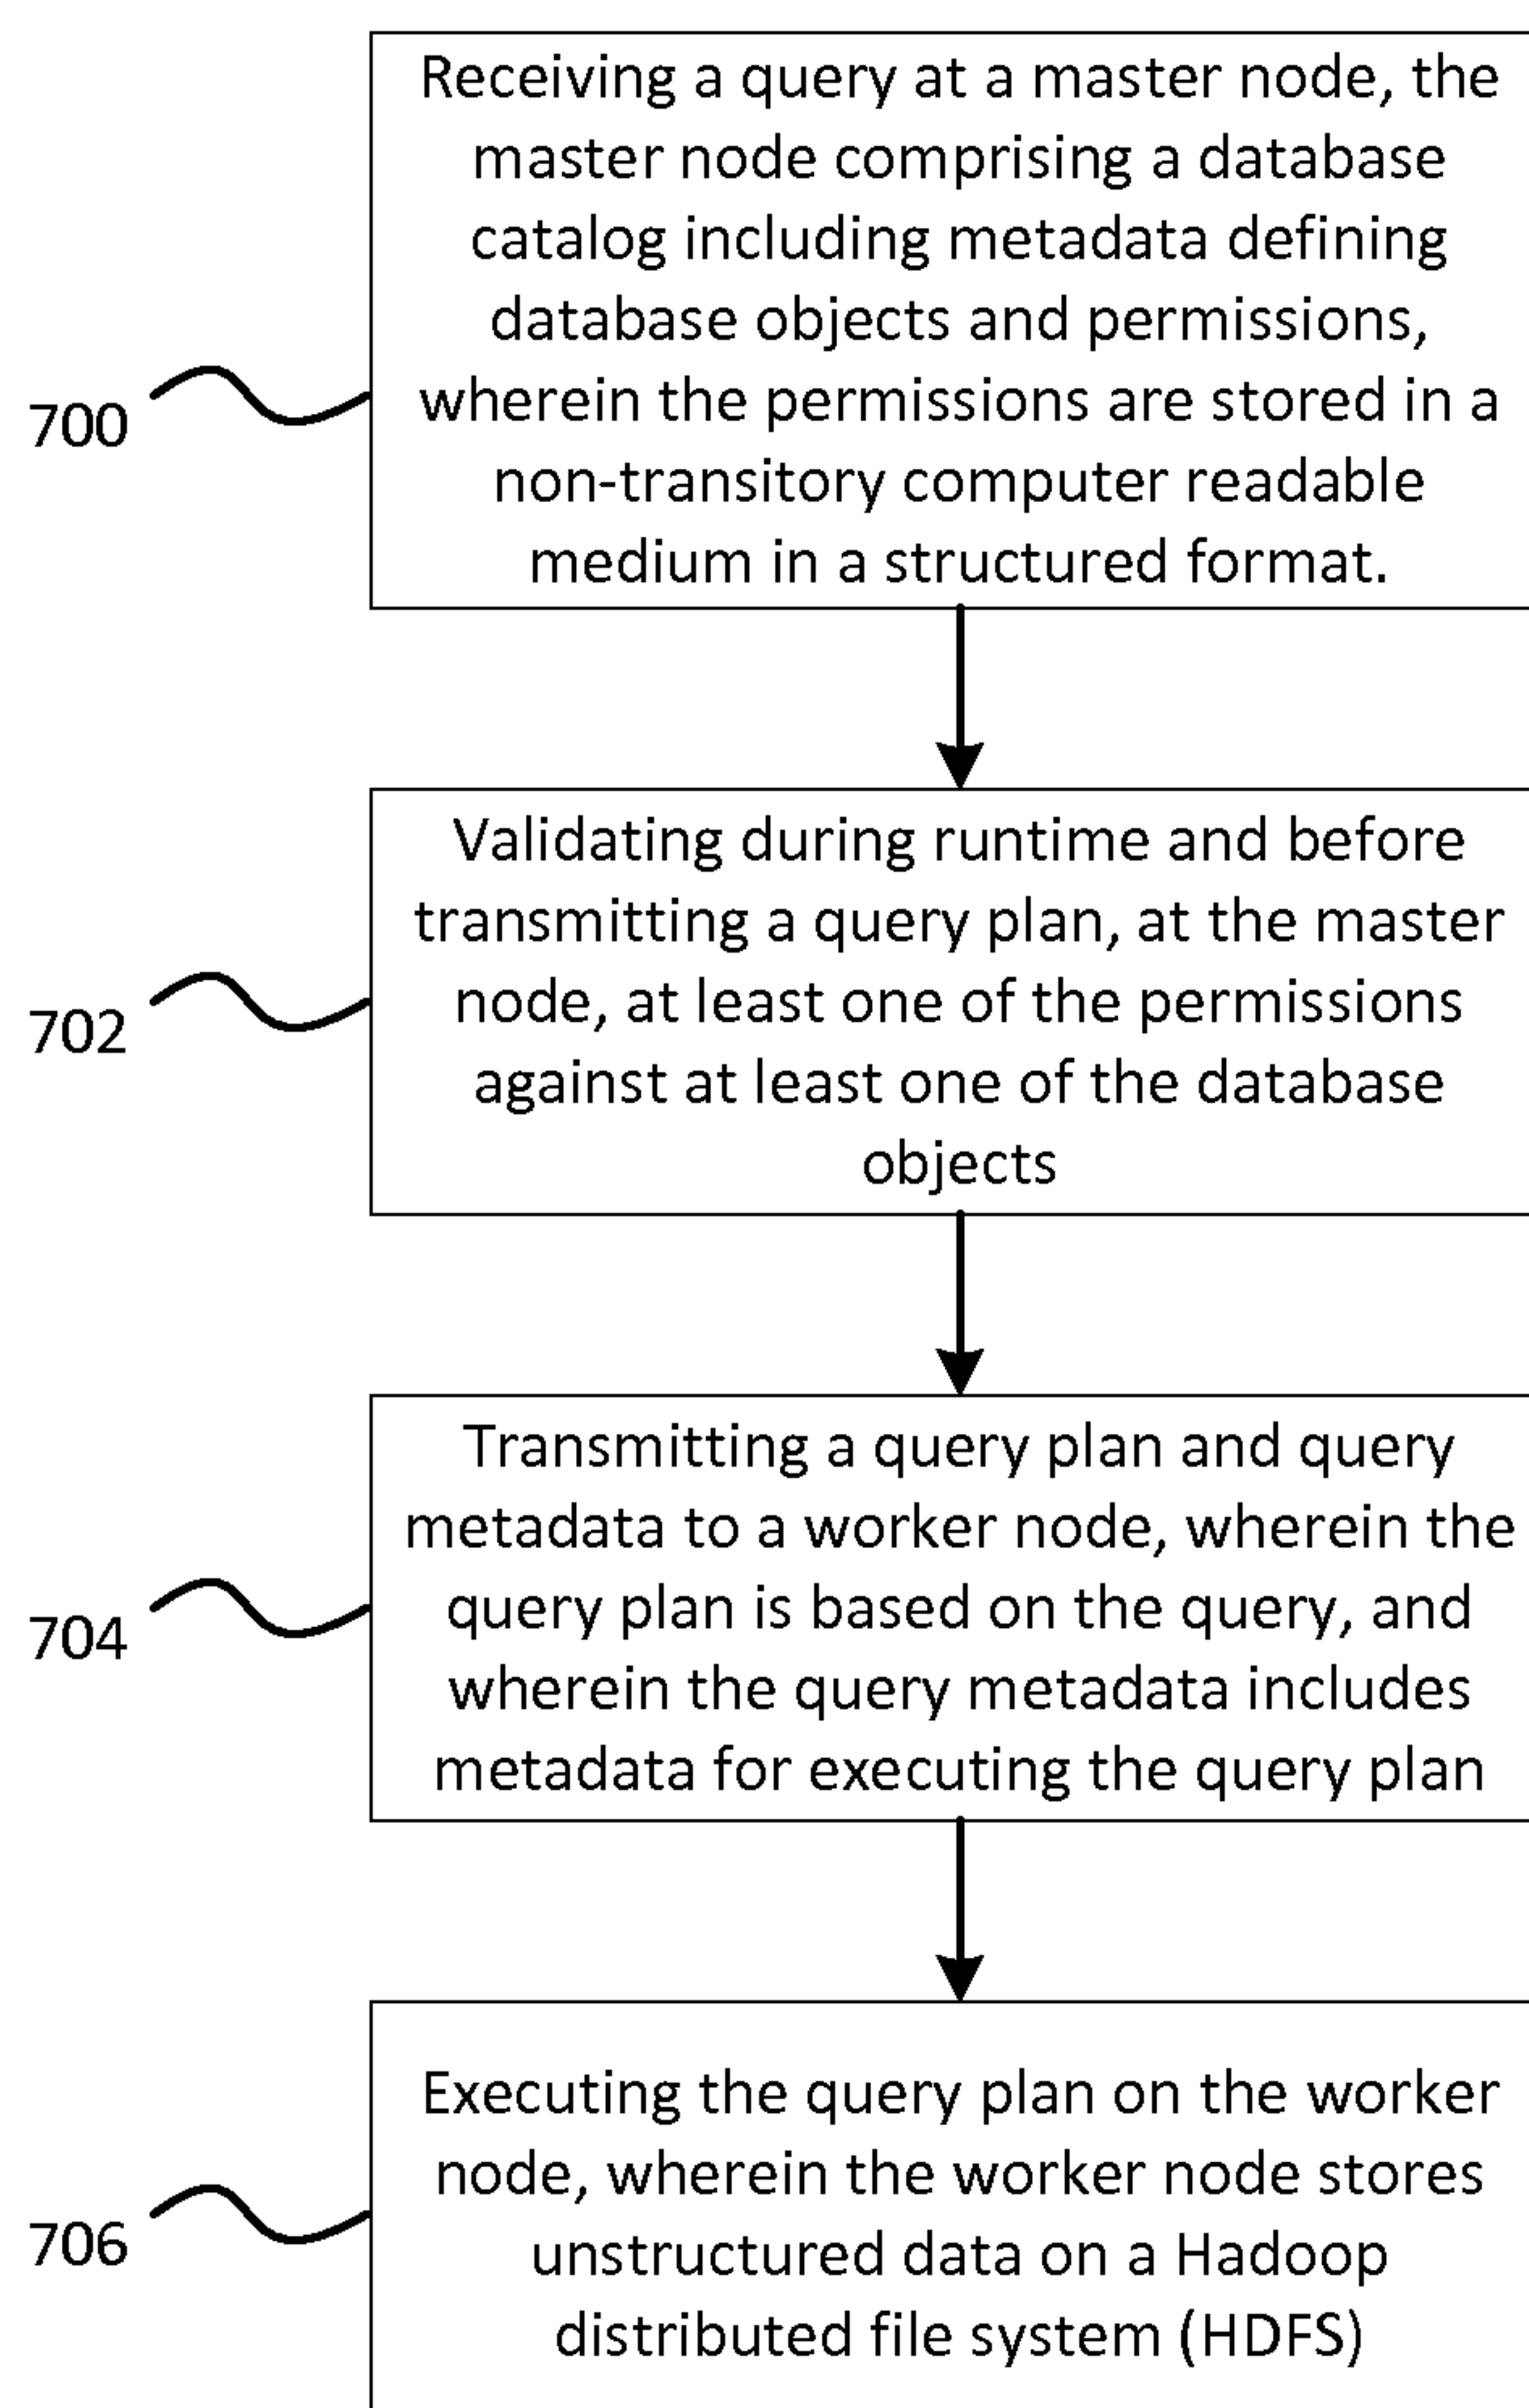 Receiving a query at a master node, the
master node comprising a database
catalog including metadata defining
database objects and permissions,
wherein the permissions are stored in a
non-transitory computer readable
medium in a structured format.
700
Validating during runtime and before
transmitting a query plan, at the master
node, at least one of the permissions
against at least one of the database
objects
702
Transmitting a query plan and query
metadata to a worker node, wherein the
query plan is based on the query, and
wherein the query metadata includes
metadata for executing the query plan
704
Executing the query plan on the worker
node, wherein the worker node stores
unstructured data on a Hadoop
distributed file system (HDFS)
706